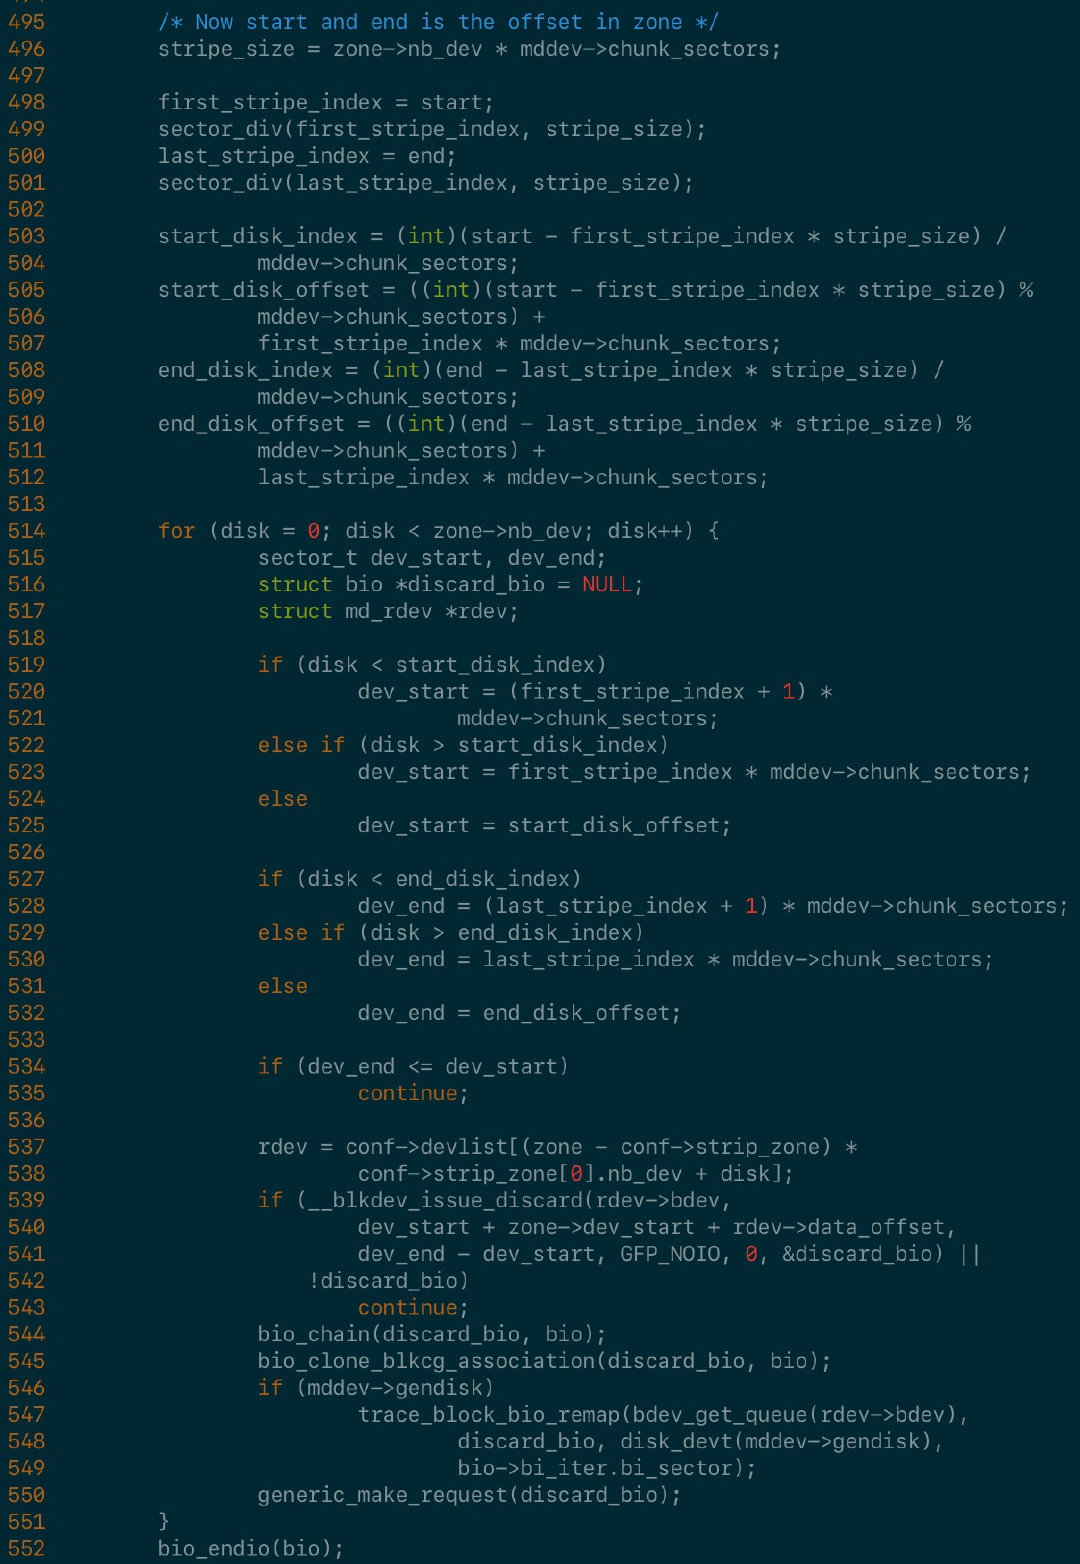 495 /* Now start and end is the offset in zone */
496 stripe_size = zone->nb_dev * mddev->chunk_sectors;
497
498 first_stripe_index = start;
499 sector_div(first_stripe_index, stripe_size);
500 last_stripe_index = end;
501 sector_div(last_stripe_index, stripe_size);
502
503 start_disk_index = (int)(start - first_stripe_index * stripe_size) /
504 mddev->chunk_sectors;
505 start_disk_offset = ((int)(start - first_stripe_index * stripe_size) %
506 mddev->chunk_sectors) +
507 first_stripe_index * mddev->chunk_sectors;
508 end_disk_index = (int)(end - last_stripe_index * stripe_size) /
509 mddev->chunk_sectors;
510 end_disk_offset = ((int)(end - last_stripe_index * stripe_size) %
511 mddev->chunk_sectors) +
512 last_stripe_index * mddev->chunk_sectors;
513
514 for (disk = 0; disk < zone->nb_dev; disk++) {
515 sector_t dev_start, dev_end;
516 struct bio *discard_bio = NULL;
517 struct md_rdev *rdev;
518
519 if (disk < start_disk_index)
520 dev_start = (first_stripe_index + 1) *
521 mddev->chunk_sectors;
522 else if (disk > start_disk_index)
523 dev_start = first_stripe_index * mddev->chunk_sectors;
524 else
525 dev_start = start_disk_offset;
526
527 if (disk < end_disk_index)
528 dev_end = (last_stripe_index + 1) * mddev->chunk_sectors;
529 else if (disk > end_disk_index)
530 dev_end = last_stripe_index * mddev->chunk_sectors;
531 else
532 dev_end = end_disk_offset;
533
534 if (dev_end <= dev_start)
535 continue;
536
537 rdev = conf->devlist[(zone - conf->strip_zone) *
538 conf->strip_zone[0].nb_dev + disk];
539 if (__blkdev_issue_discard(rdev->bdev,
540 dev_start + zone->dev_start + rdev->data_offset,
541 dev_end - dev_start, GFP_NOIO, 0, &discard_bio) ||
542 !discard_bio)
543 continue;
544 bio_chain(discard_bio, bio);
545 bio_clone_blkcg_association(discard_bio, bio);
546 if (mddev->gendisk)
547 trace_block_bio_remap(bdev_get_queue(rdev->bdev),
548 discard_bio, disk_devt(mddev->gendisk),
549 bio->bi_iter.bi_sector);
550 generic_make_request(discard_bio);
551 }
552 bio_endio(bio);